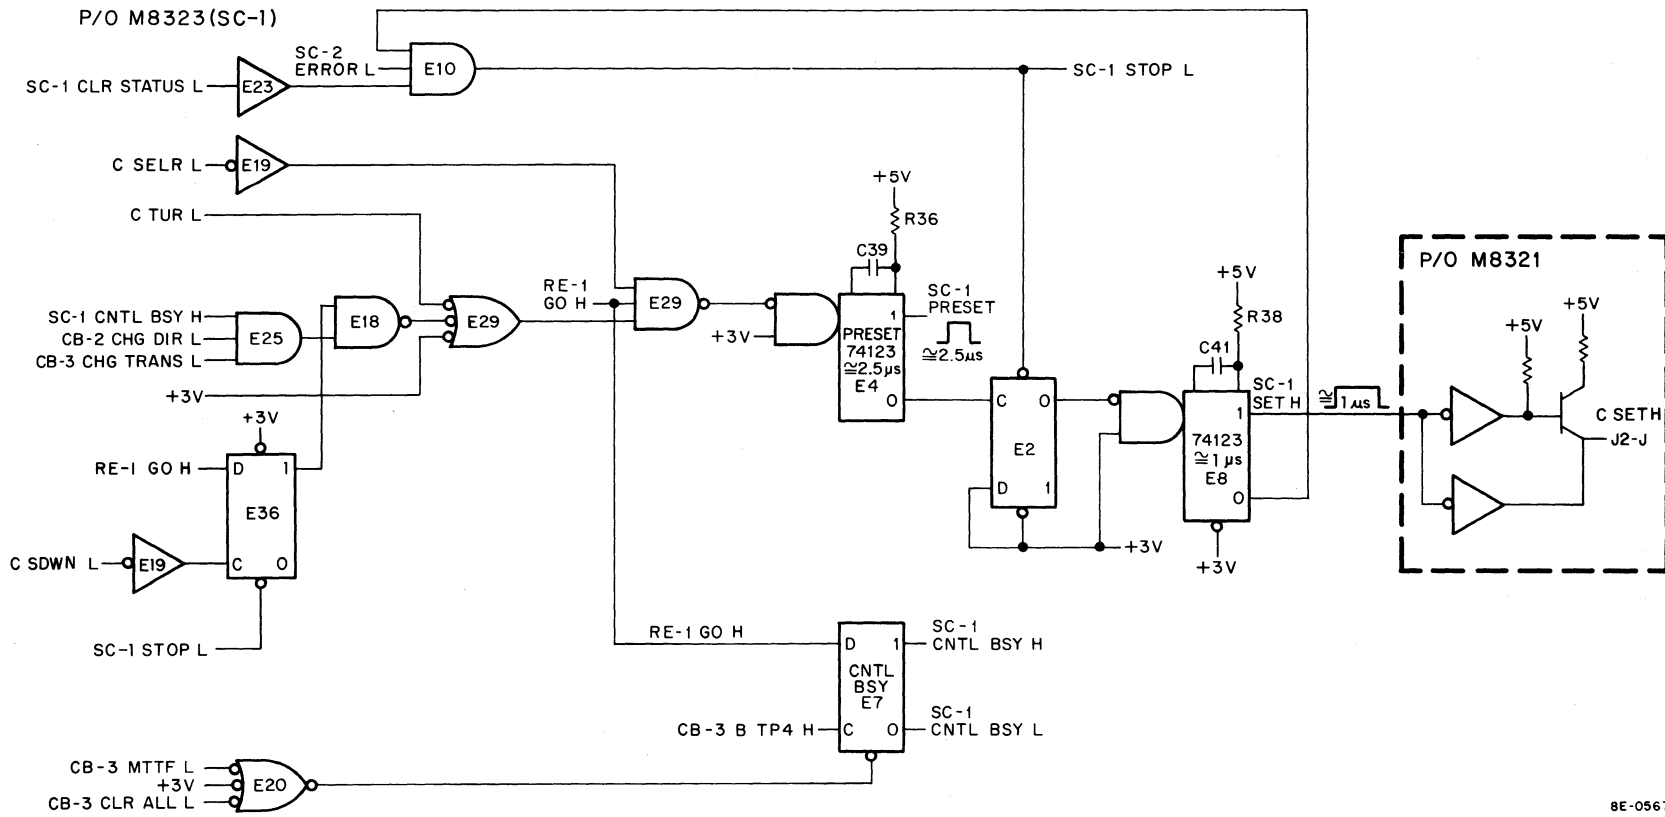 P/O M8323(SC-1)
SC-2
ERROR L
E10
SC-1 CLR STATUS L
E23
SC-1 STOP L
C SELR L
E19
C TUR L
+5V
R36
C39
RE-1
GO H
E29
SC-1 CNTL BSY H
CB-2 CHG DIR L
CB-3 CHG TRANS L
E25
E18
E29
+3V
+3V
1
PRESET
74123
≅2.5μs
E4
0
SC-1
PRESET
≅2.5μs
+3V
RE-1 GO H
D
1
E36
C
0
C SDWN L
E19
SC-1 STOP L
C
0
E2
D
1
+3V
+5V
R38
C41
1
74123
≅1μs
E8
0
+3V
SC-1
SET H
≅
1μs
P/O M8321
+5V
+5V
C SET H
J2-J
RE-1 GO H
D
1
CNTL
BSY
E7
C
0
SC-1
CNTL BSY H
SC-1
CNTL BSY L
CB-3 B TP4 H
CB-3 MTTF L
+3V
CB-3 CLR ALL L
E20